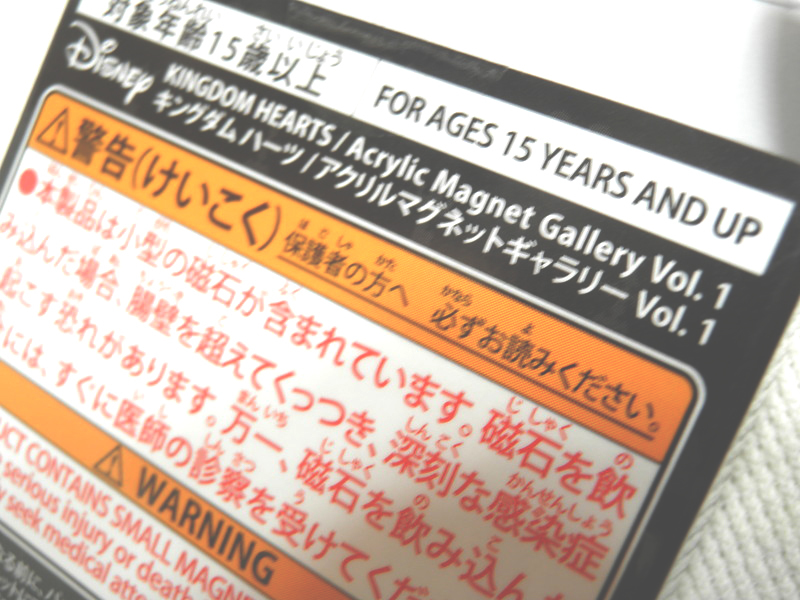 対象年齢15歳以上
FOR AGES 15 YEARS AND UP
Disney
KINGDOM HEARTS / Acrylic Magnet Gallery Vol. 1
キングダム ハーツ / アクリルマグネットギャラリー Vol. 1
警告(けいこく) 保護者の方へ 必ずお読みください。
●本製品は小型の磁石が含まれています。磁石を飲
み込んだ場合、腸壁を超えてくっつき、深刻な感染症
起こす恐れがあります。万一、磁石を飲み込ん
には、すぐに医師の診察を受けてくだ
WARNING
CONTAINS SMALL MAGNE
serious injury or death
seek medical atte